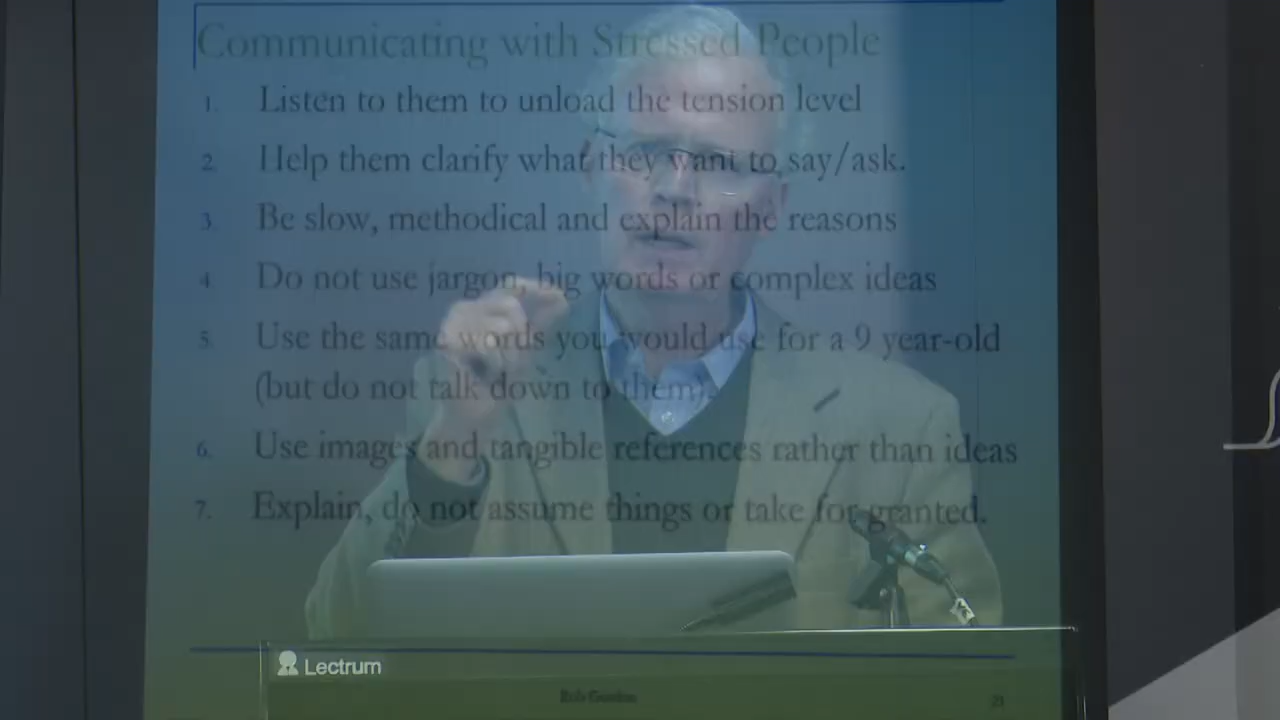 Communicating with Stressed People
1. Listen to them to unload the tension level
2. Help them clarify what they want to say/ask.
3. Be slow, methodical and explain the reasons
4. Do not use jargon, big words or complex ideas
5. Use the same words you would use for a 9 year-old
(but do not talk down to them).
6. Use images and tangible references rather than ideas
7. Explain, do not assume things or take for granted.
Lectrum
Rob Gordon
21